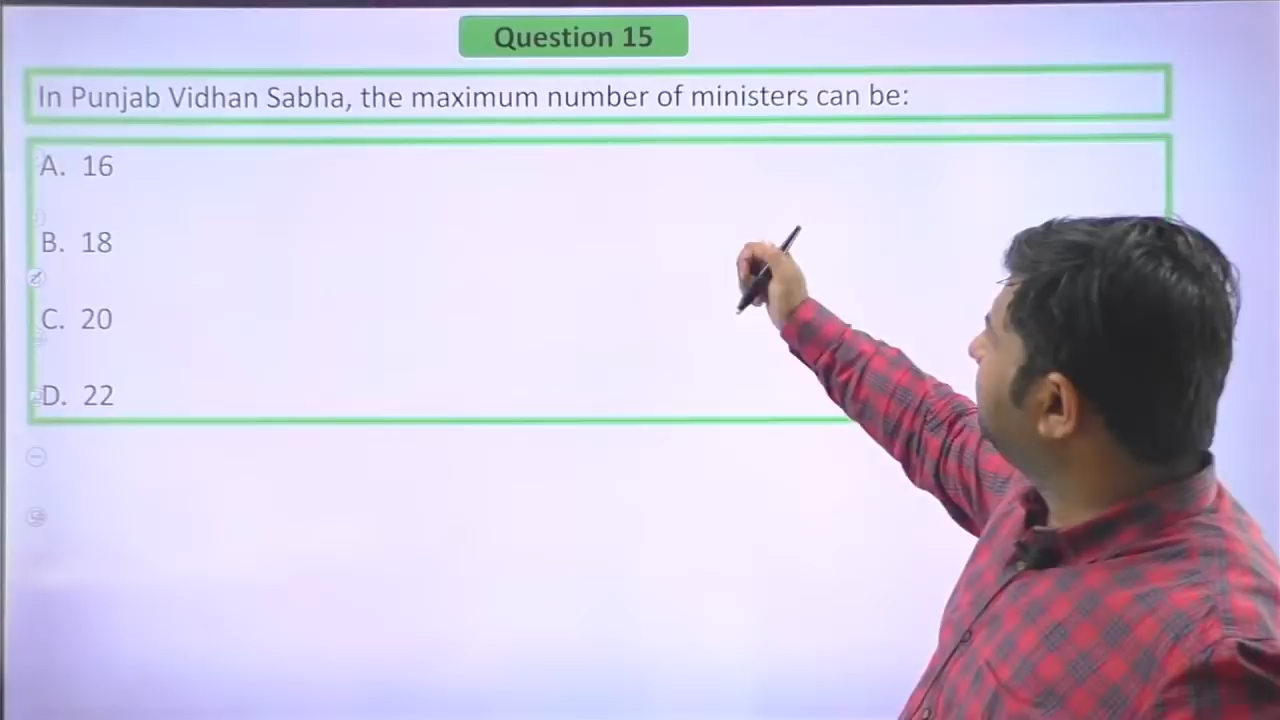 Question 15
In Punjab Vidhan Sabha, the maximum number of ministers can be:
A. 16
B. 18
C. 20
D. 22